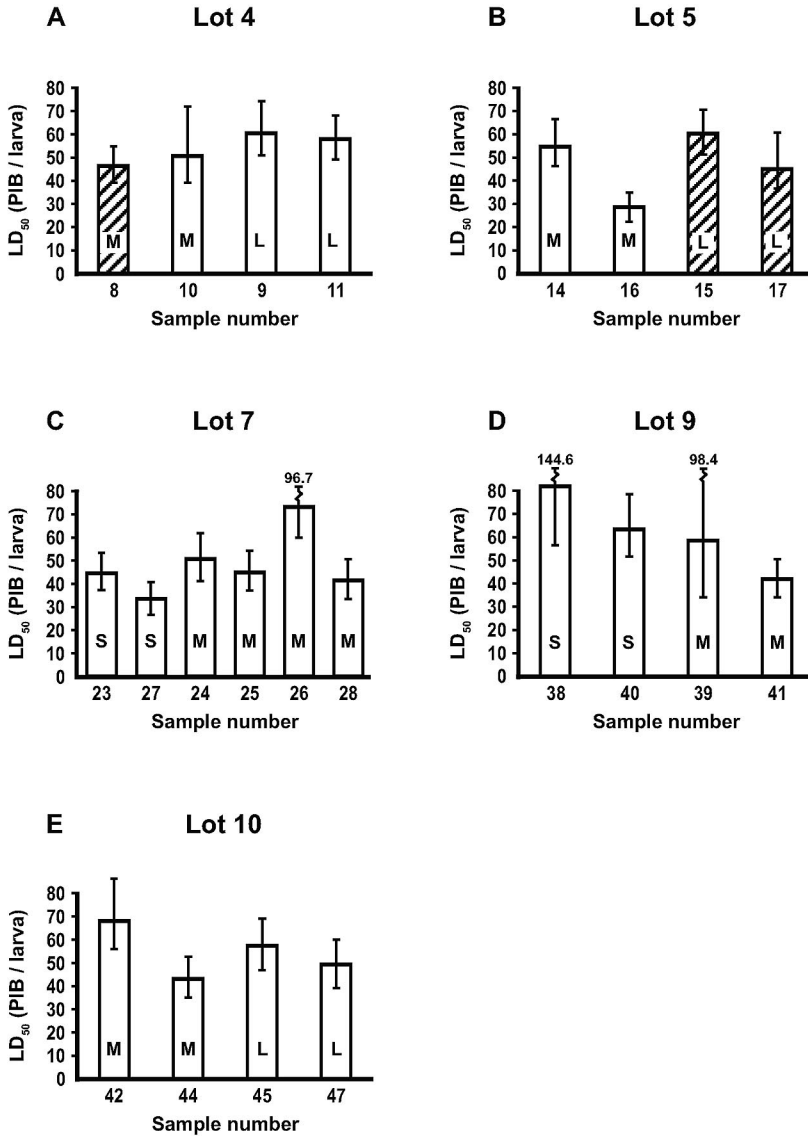 A Lot 4
LD50 (PIB / larva)
80
70
60
50
40
30
20
10
0
M M L L
8 10 9 11
Sample number
B Lot 5
LD50 (PIB / larva)
80
70
60
50
40
30
20
10
0
M M L L
14 16 15 17
Sample number
C Lot 7
LD50 (PIB / larva)
96.7
80
70
60
50
40
30
20
10
0
S S M M M M
23 27 24 25 26 28
Sample number
D Lot 9
LD50 (PIB / larva)
144.6 98.4
80
70
60
50
40
30
20
10
0
S S M M
38 40 39 41
Sample number
E Lot 10
LD50 (PIB / larva)
80
70
60
50
40
30
20
10
0
M M L L
42 44 45 47
Sample number